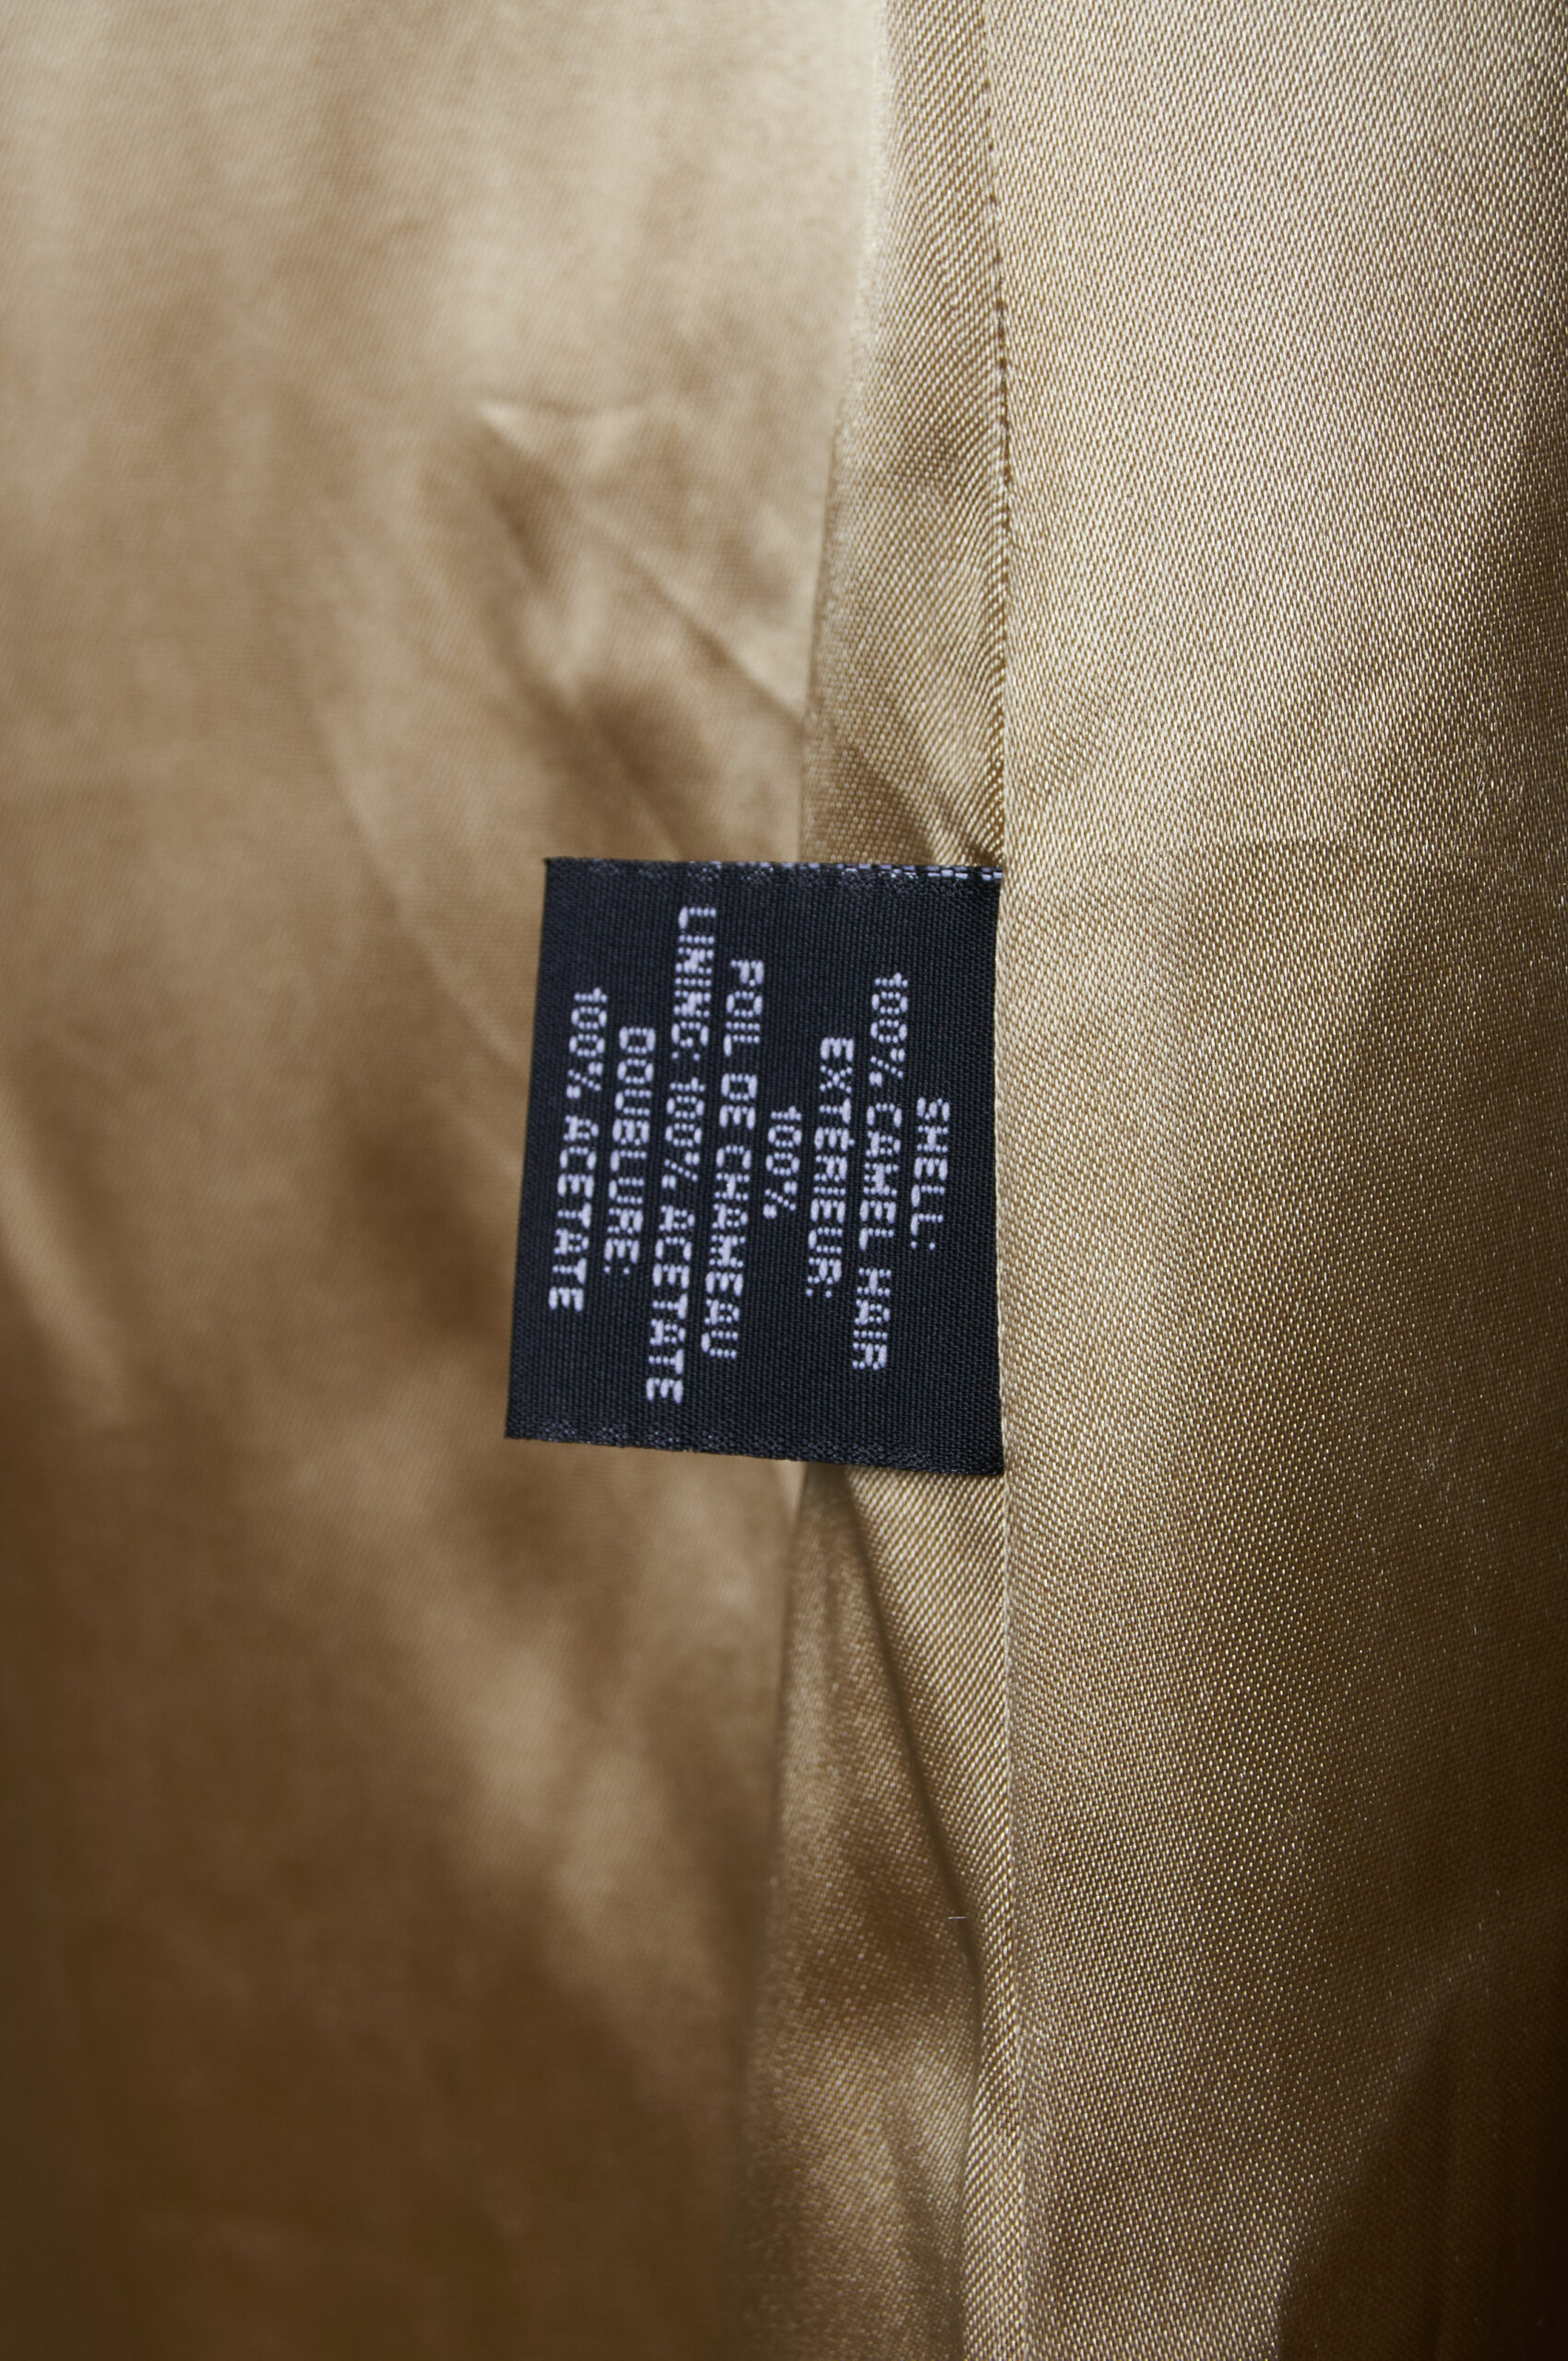 SHELL:
100% CAMEL HAIR
EXTÉRIEUR:
100%
POIL DE CHAMEAU
LINING: 100% ACETATE
DOUBLURE:
100% ACETATE